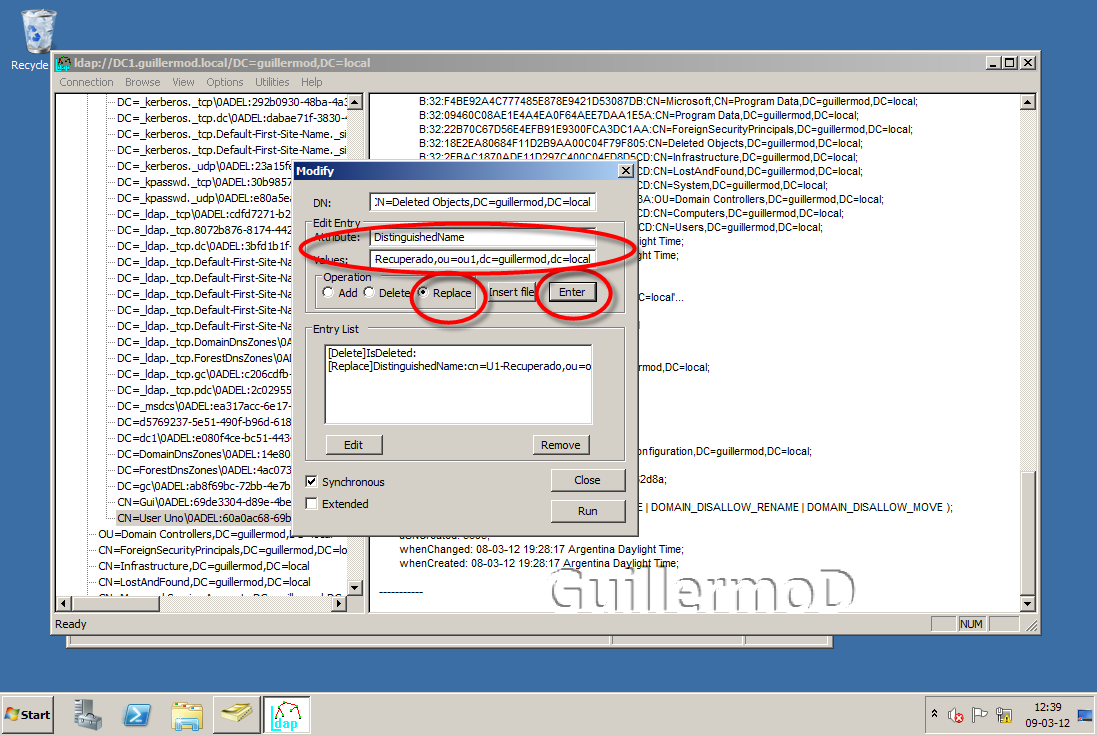 Recycle
ldap://DC1.guillermod.local/DC=guillermod,DC=local
Connection Browse View Options Utilities Help
DC=_kerberos._tcp\0ADEL:292b0930-48ba-4a3
DC=_kerberos._tcp.dc\0ADEL:dabae71f-3830-
DC=_kerberos._tcp.Default-First-Site-Name._si
DC=_kerberos._tcp.Default-First-Site-Name._si
DC=_kerberos._udp\0ADEL:23a15f
DC=_kpasswd._tcp\0ADEL:30b9857
DC=_kpasswd._udp\0ADEL:e80a5e
DC=_ldap._tcp\0ADEL:cdfd7271-b2
DC=_ldap._tcp.8072b876-8174-442
DC=_ldap._tcp.dc\0ADEL:3bfd1b1f-
DC=_ldap._tcp.Default-First-Site-Na
DC=_ldap._tcp.Default-First-Site-Na
DC=_ldap._tcp.Default-First-Site-Na
DC=_ldap._tcp.Default-First-Site-Na
DC=_ldap._tcp.Default-First-Site-Na
DC=_ldap._tcp.DomainDnsZones\0A
DC=_ldap._tcp.ForestDnsZones\0A
DC=_ldap._tcp.gc\0ADEL:c206cdfb-
DC=_ldap._tcp.pdc\0ADEL:2c02955
DC=_msdcs\0ADEL:ea317acc-6e17-
DC=d5769237-5e51-490f-b96d-618
DC=dc1\0ADEL:e080f4ce-bc51-443
DC=DomainDnsZones\0ADEL:14e80
DC=ForestDnsZones\0ADEL:4ac073
DC=gc\0ADEL:ab8f69bc-72bb-4e7b
CN=Gui\0ADEL:69de3304-d89e-4be
CN=User Uno\0ADEL:60a0ac68-69b
OU=Domain Controllers,DC=guillermod,DC=loc
CN=ForeignSecurityPrincipals,DC=guillermod,DC=lo
CN=Infrastructure,DC=guillermod,DC=local
CN=LostAndFound,DC=guillermod,DC=local
B:32:F4BE92A4C777485E878E9421D53087DB:CN=Microsoft,CN=Program Data,DC=guillermod,DC=local;
B:32:09460C08AE1E4A4EA0F64AEE7DAA1E5A:CN=Program Data,DC=guillermod,DC=local;
B:32:22B70C67D56E4EFB91E9300FCA3DC1AA:CN=ForeignSecurityPrincipals,DC=guillermod,DC=local;
B:32:18E2EA80684F11D2B9AA00C04F79F805:CN=Deleted Objects,DC=guillermod,DC=local;
B:32:2FBAC1870ADE11D297C400C04FD8D5CD:CN=Infrastructure,DC=guillermod,DC=local;
CD:CN=LostAndFound,DC=guillermod,DC=local;
CD:CN=System,DC=guillermod,DC=local;
BA:OU=Domain Controllers,DC=guillermod,DC=local;
CD:CN=Computers,DC=guillermod,DC=local;
CD:CN=Users,DC=guillermod,DC=local;
ight Time;
ght Time;
C=local'...
mod,DC=local;
onfiguration,DC=guillermod,DC=local;
2d8a;
E | DOMAIN_DISALLOW_RENAME | DOMAIN_DISALLOW_MOVE );
whenChanged: 08-03-12 19:28:17 Argentina Daylight Time;
whenCreated: 08-03-12 19:28:17 Argentina Daylight Time;
-----------
Modify
DN: CN=Deleted Objects,DC=guillermod,DC=local
Edit Entry
Attribute: DistinguishedName
Values: Recuperado,ou=ou1,dc=guillermod,dc=local
Operation
Add Delete Replace Insert file Enter
Entry List
[Delete]IsDeleted:
[Replace]DistinguishedName:cn=U1-Recuperado,ou=o
Edit Remove
Synchronous Close
Extended Run
GuillermoD
Ready NUM
Start ldap 12:39
09-03-12